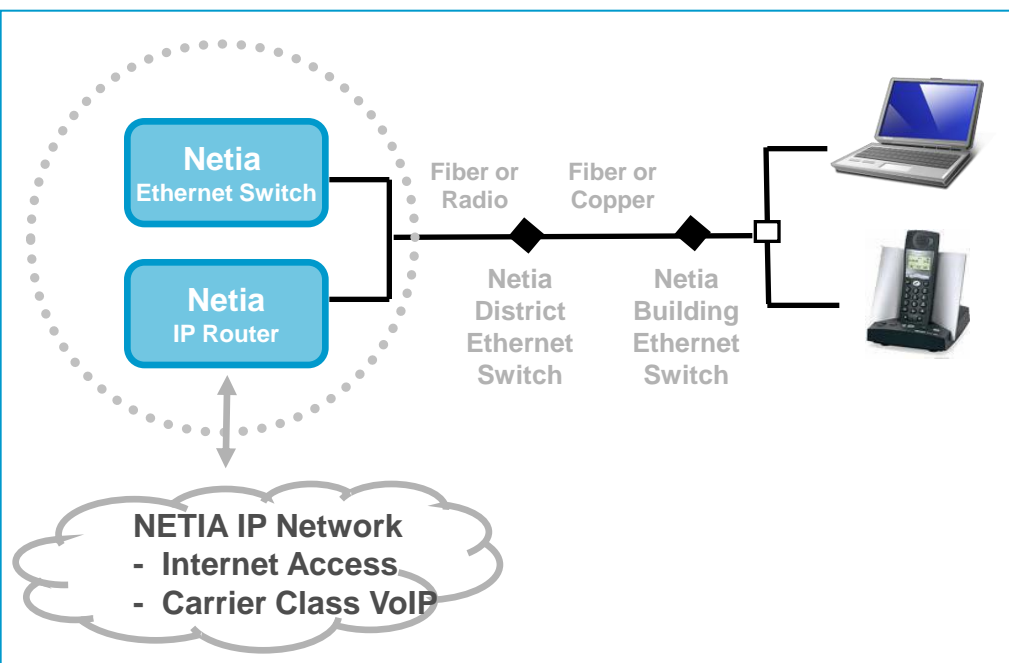 Netia
Ethernet Switch
Fiber or
Radio
Fiber or
Copper
Netia
IP Router
Netia
District
Ethernet
Switch
Netia
Building
Ethernet
Switch
NETIA IP Network
- Internet Access
- Carrier Class VoIP